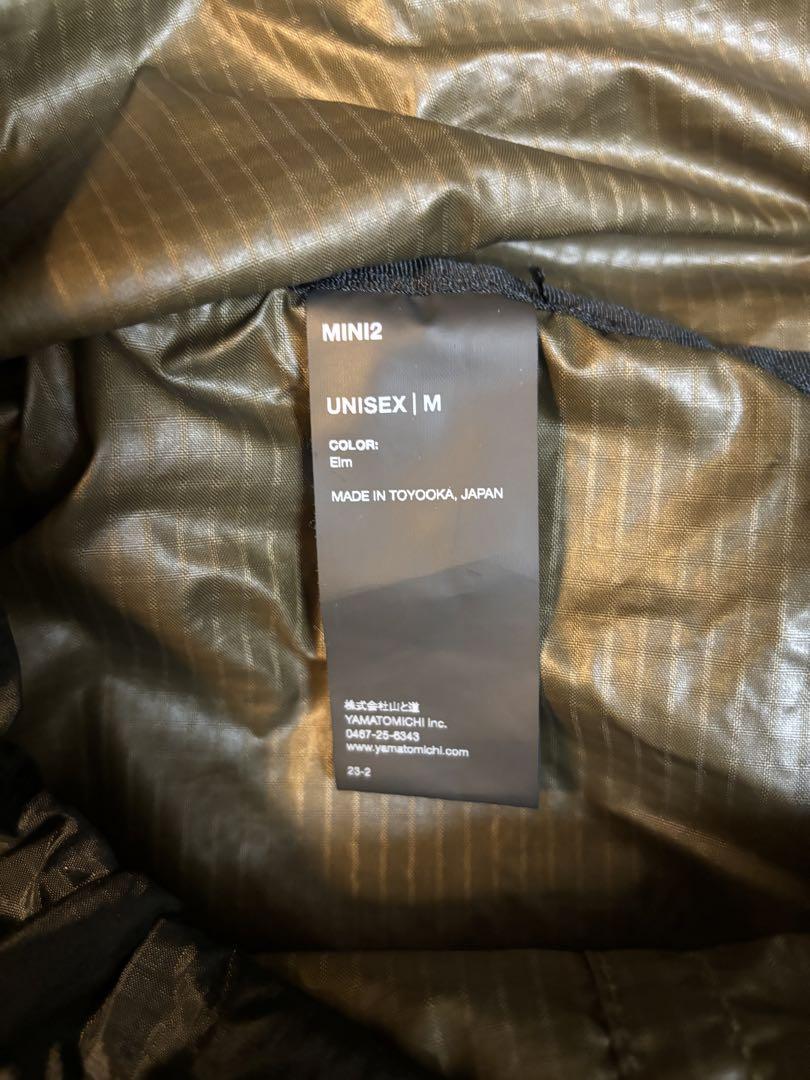 MINI2
UNISEX | M
COLOR:
Elm
MADE IN TOYOOKA, JAPAN
株式会社山と道
YAMATOMICHI Inc.
0467-25-6343
www.yamatomichi.com
23-2